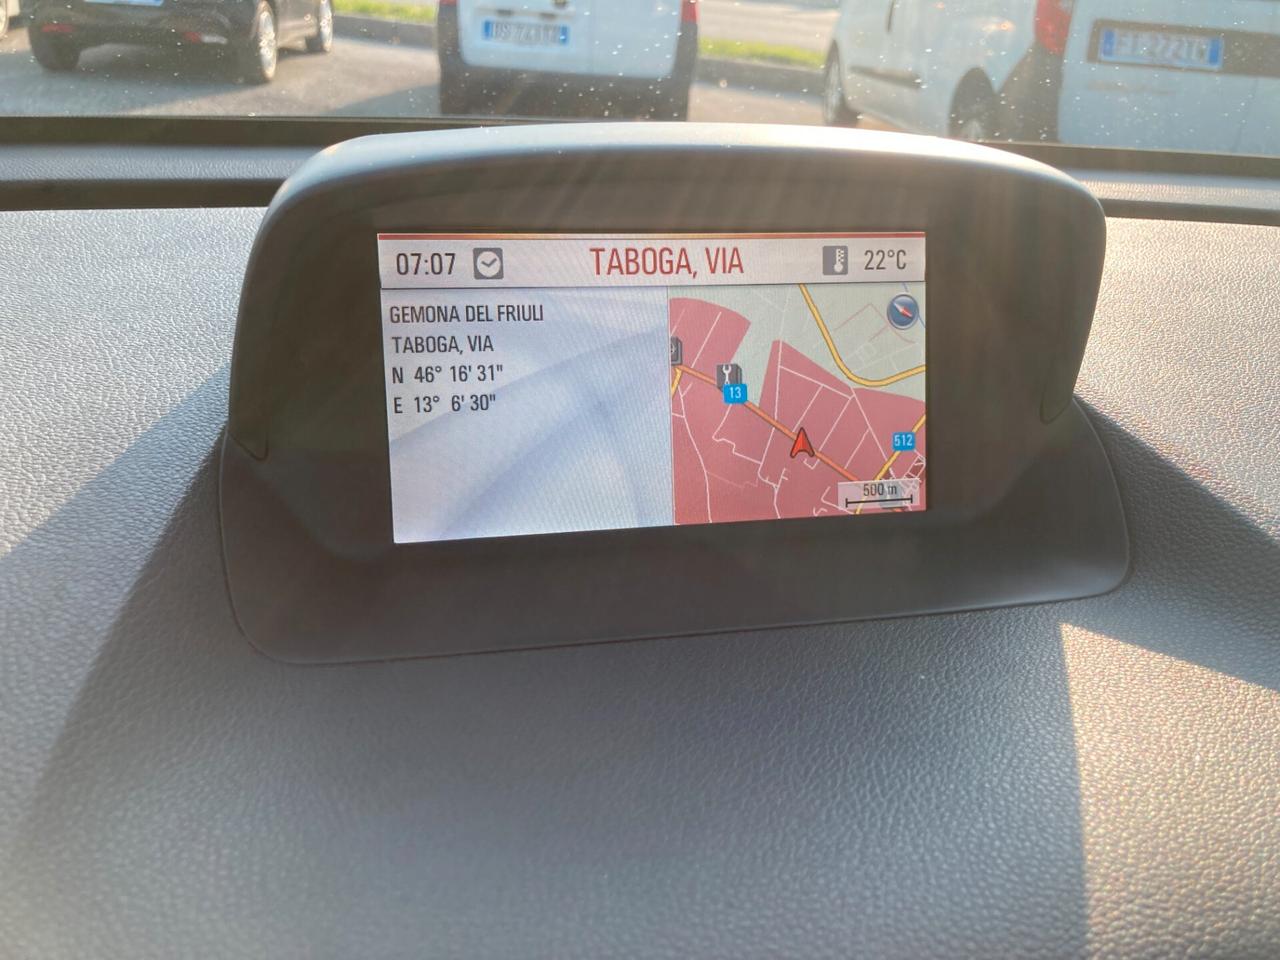 FT 272TG
07:07
TABOGA, VIA
22°C
GEMONA DEL FRIULI
TABOGA, VIA
N 46° 16' 31"
E 13° 6' 30"
13
512
500 m